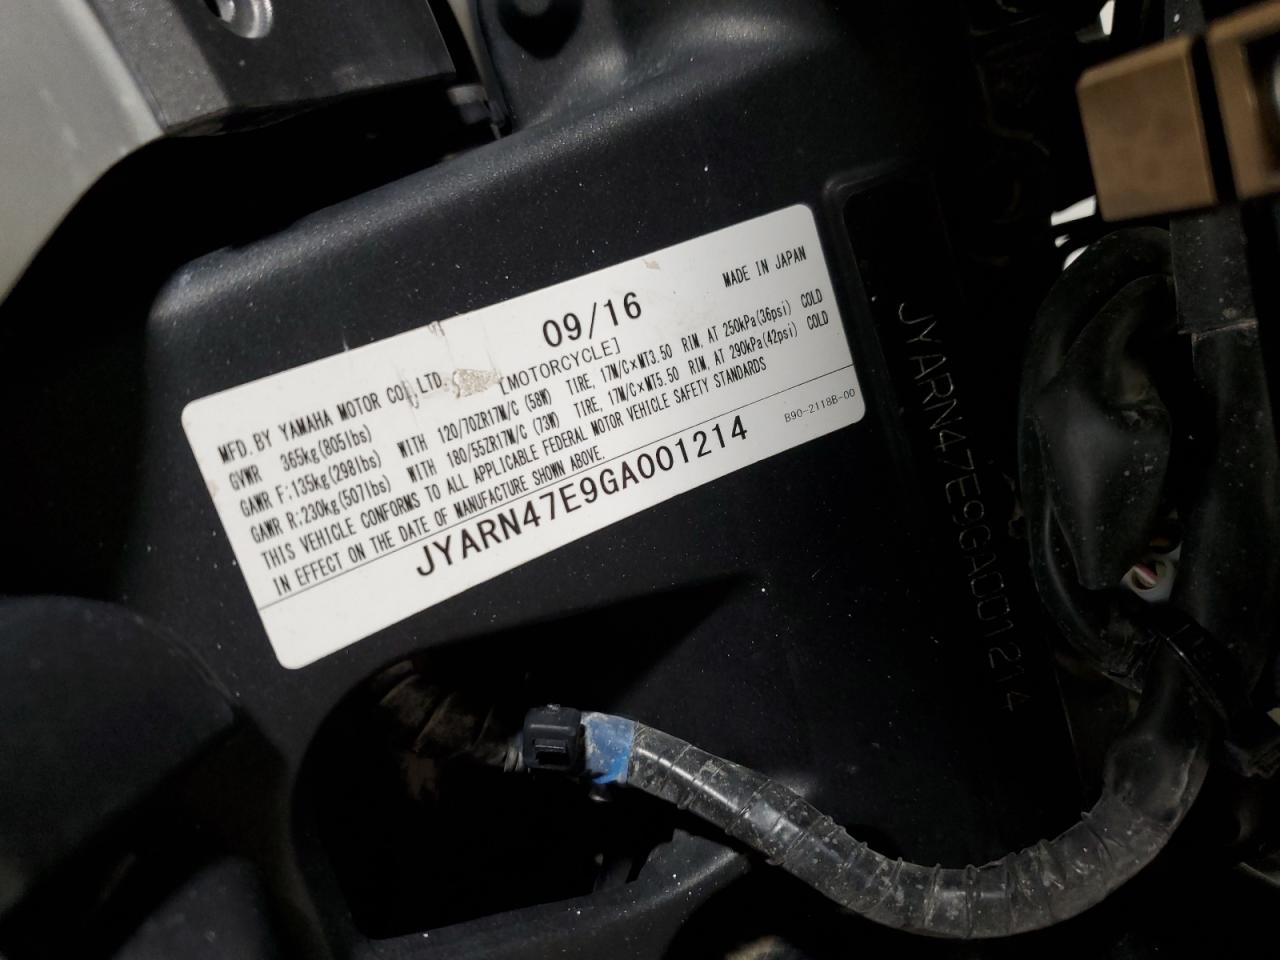 09/16
MADE IN JAPAN
MFD. BY YAMAHA MOTOR CO.,LTD. [MOTORCYCLE]
GVWR 365kg(805lbs)
GAWR F:135kg(298lbs) WITH 120/70ZR17M/C (58W) TIRE, 17M/C×MT3.50 RIM, AT 250kPa(36psi) COLD
GAWR R:230kg(507lbs) WITH 180/55ZR17M/C (73W) TIRE, 17M/C×MT5.50 RIM, AT 290kPa(42psi) COLD
THIS VEHICLE CONFORMS TO ALL APPLICABLE FEDERAL MOTOR VEHICLE SAFETY STANDARDS
IN EFFECT ON THE DATE OF MANUFACTURE SHOWN ABOVE.
JYARN47E9GA001214
B90-2118B-00
JYARN47E9GA001214